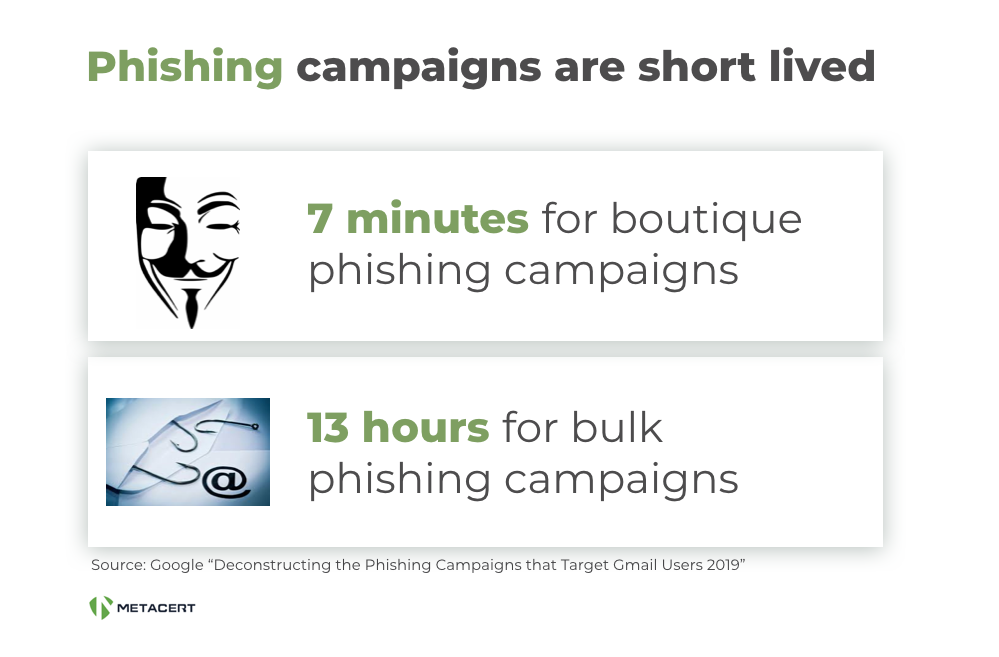 Phishing campaigns are short lived
7 minutes for boutique
phishing campaigns
13 hours for bulk
phishing campaigns
@
Source: Google “Deconstructing the Phishing Campaigns that Target Gmail Users 2019”
METACERT